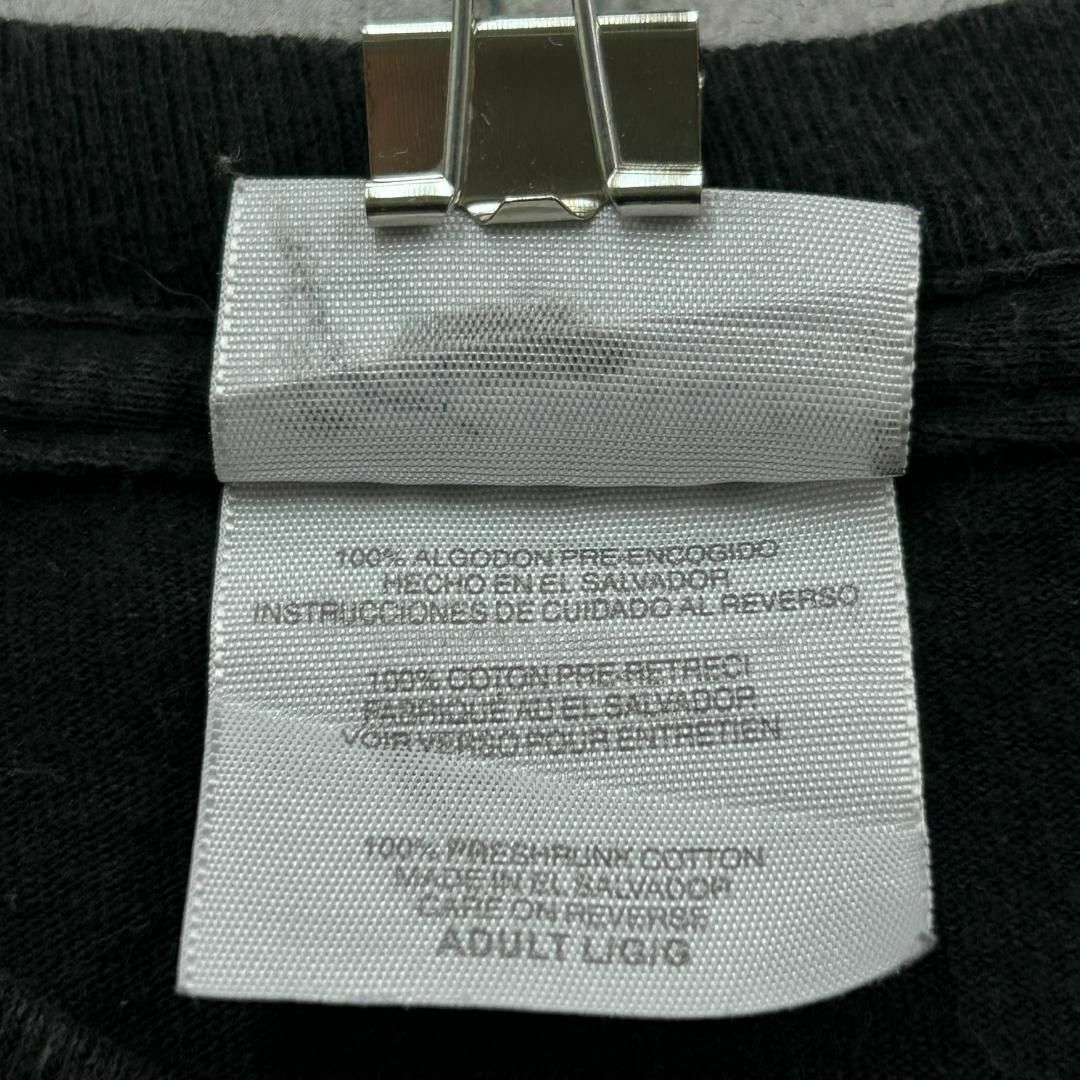 100% ALGODON PRE-ENCOGIDO
HECHO EN EL SALVADOR
INSTRUCCIONES DE CUIDADO AL REVERSO
100% COTON PRE-RETRECI
FABRIQUE AU EL SALVADOR
VOIR VERSO POUR ENTRETIEN
100% PRESHRUNK COTTON
MADE IN EL SALVADOR
CARE ON REVERSE
ADULT L/G/G